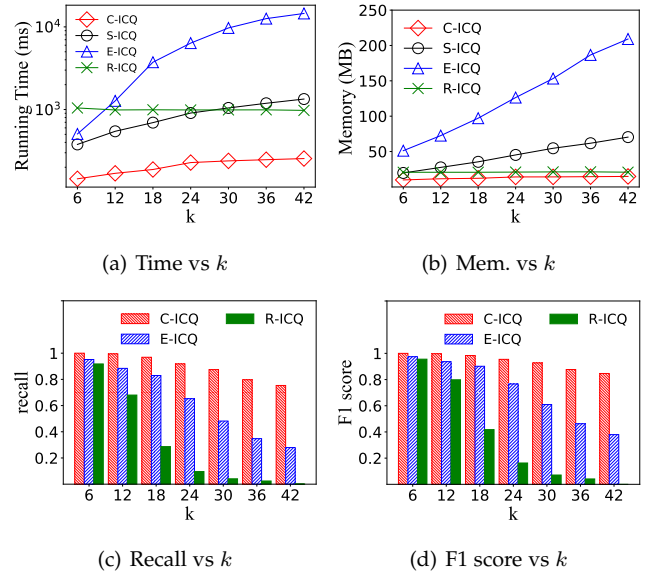 C-ICQ
S-ICQ
E-ICQ
R-ICQ
10⁴
10³
Running Time (ms)
6 12 18 24 30 36 42
k
(a) Time vs k
C-ICQ
S-ICQ
E-ICQ
R-ICQ
250
200
150
100
50
Memory (MB)
6 12 18 24 30 36 42
k
(b) Mem. vs k
C-ICQ R-ICQ
E-ICQ
1
0.8
0.6
0.4
0.2
recall
6 12 18 24 30 36 42
k
(c) Recall vs k
C-ICQ R-ICQ
E-ICQ
1
0.8
0.6
0.4
0.2
F1 score
6 12 18 24 30 36 42
k
(d) F1 score vs k